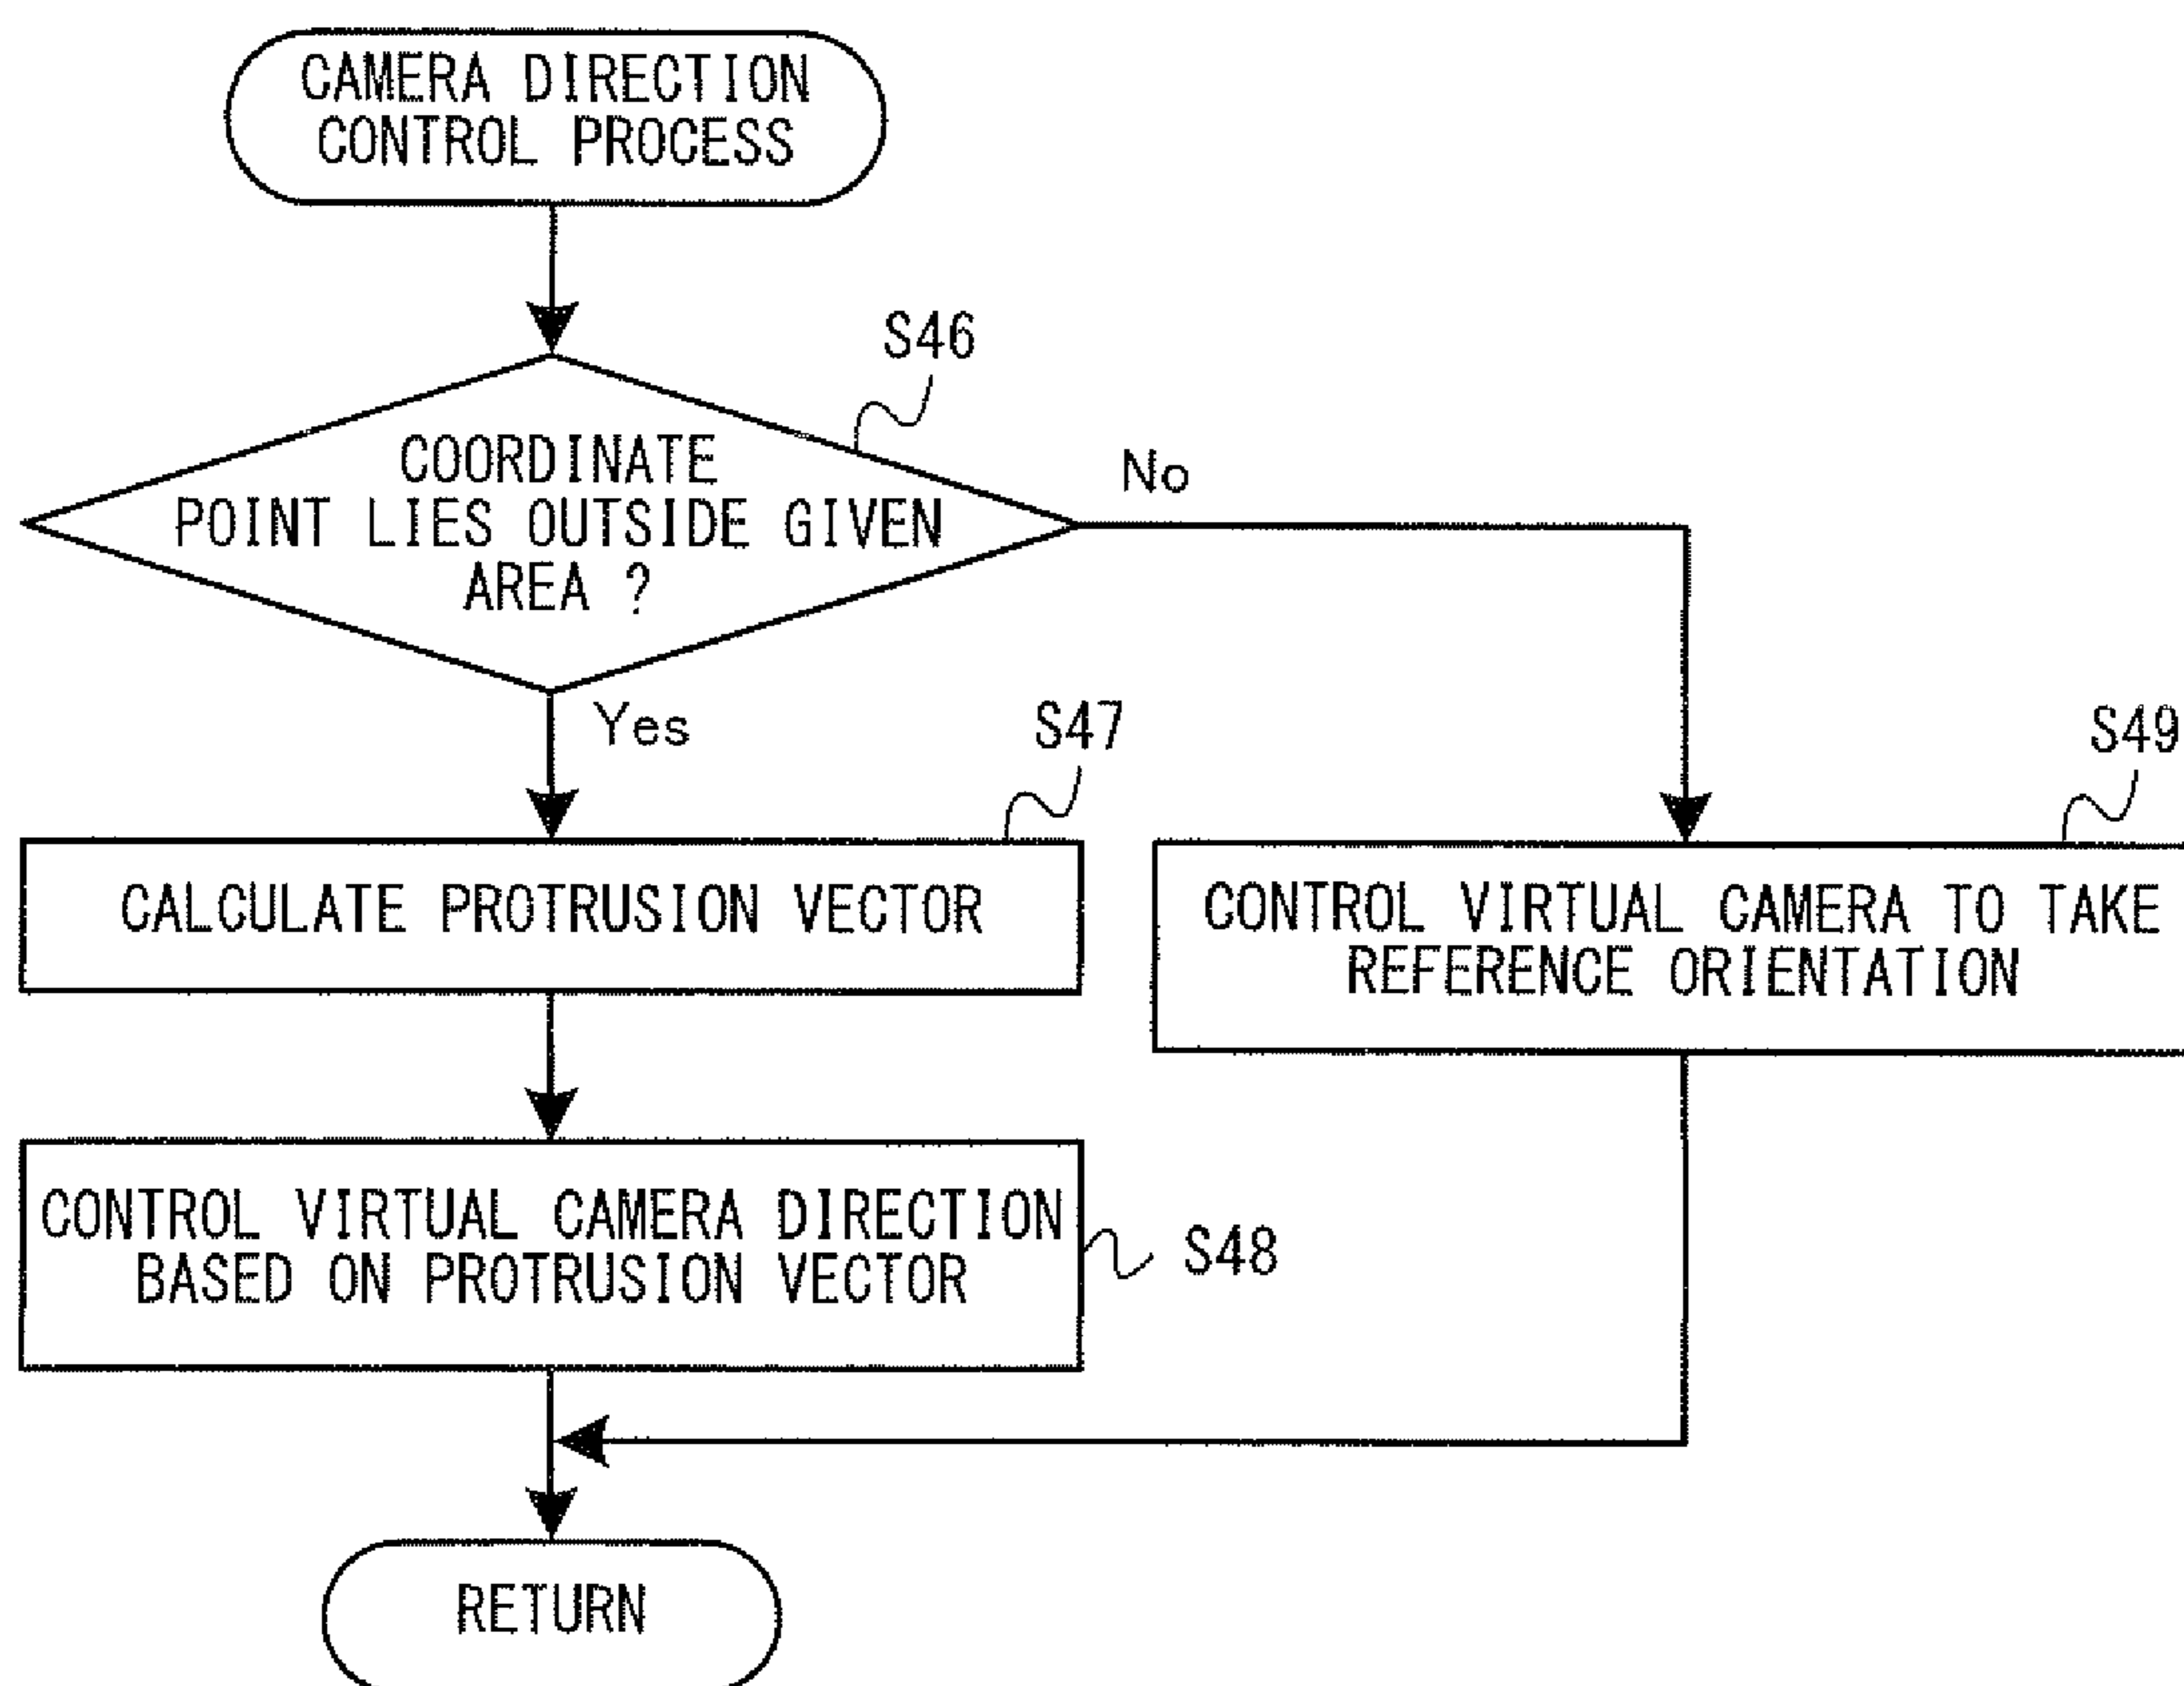 CAMERA DIRECTION
CONTROL PROCESS
S46
COORDINATE
POINT LIES OUTSIDE GIVEN
AREA ?
No
Yes
S47
CALCULATE PROTRUSION VECTOR
S49
CONTROL VIRTUAL CAMERA TO TAKE
REFERENCE ORIENTATION
CONTROL VIRTUAL CAMERA DIRECTION
BASED ON PROTRUSION VECTOR
S48
RETURN